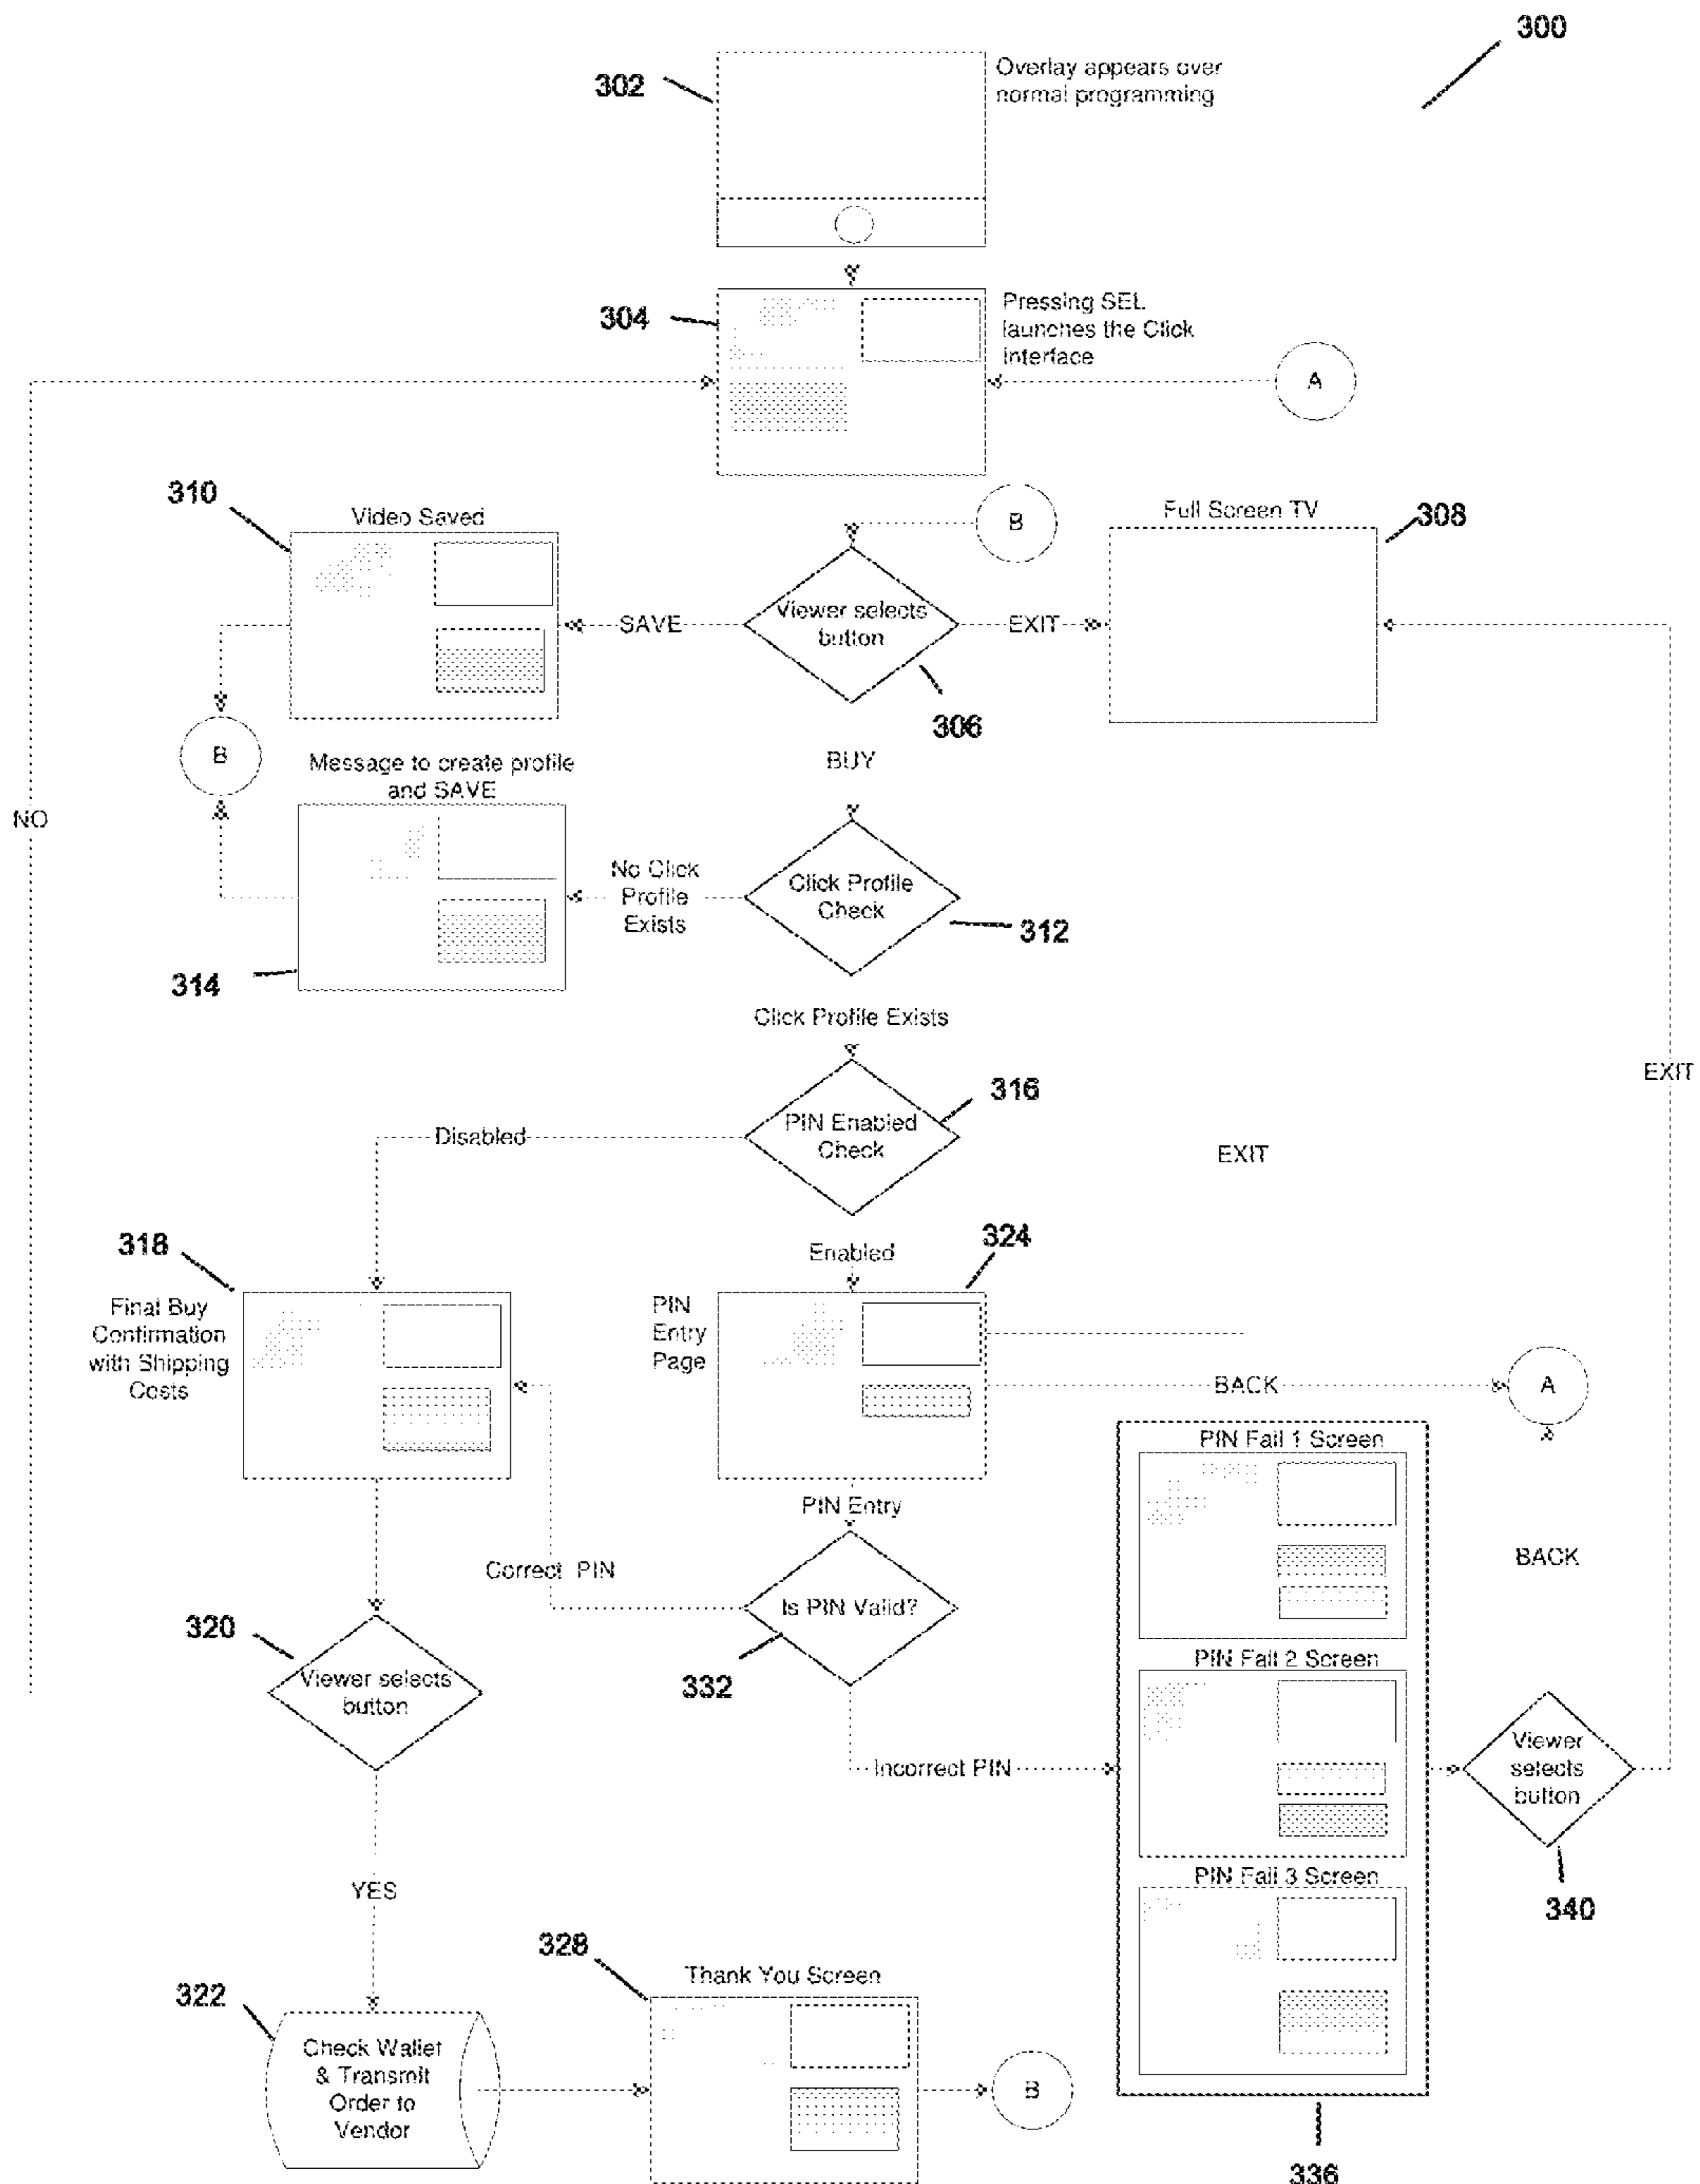 300
302
Overlay appears over
normal programming
304
Pressing SEL
launches the Click
interface
A
310
Video Saved
B
Full Screen TV
308
Viewer selects
button
SAVE
EXIT
306
B
Message to create profile
and SAVE
BUY
NO
No Click
Profile
Exists
Click Profile
Check
312
314
Click Profile Exists
EXIT
316
PIN Enabled
Check
Disabled
EXIT
318
Enabled
324
Final Buy
Confirmation
with Shipping
Costs
PIN
Entry
Page
BACK
A
PIN Fail 1 Screen
PIN Entry
Correct PIN
BACK
Is PIN Valid?
320
332
PIN Fail 2 Screen
Viewer selects
button
Viewer
selects
button
Incorrect PIN
PIN Fail 3 Screen
YES
340
328
Thank You Screen
322
Check Wallet
& Transmit
Order to
Vendor
B
336